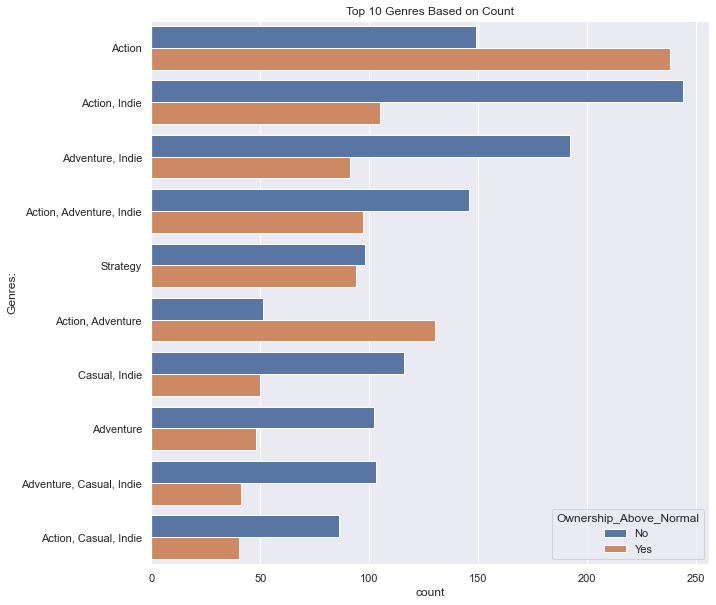 Top 10 Genres Based on Count
Genres:
Action
Action, Indie
Adventure, Indie
Action, Adventure, Indie
Strategy
Action, Adventure
Casual, Indie
Adventure
Adventure, Casual, Indie
Action, Casual, Indie
Ownership_Above_Normal
No
Yes
0 50 100 150 200 250
count